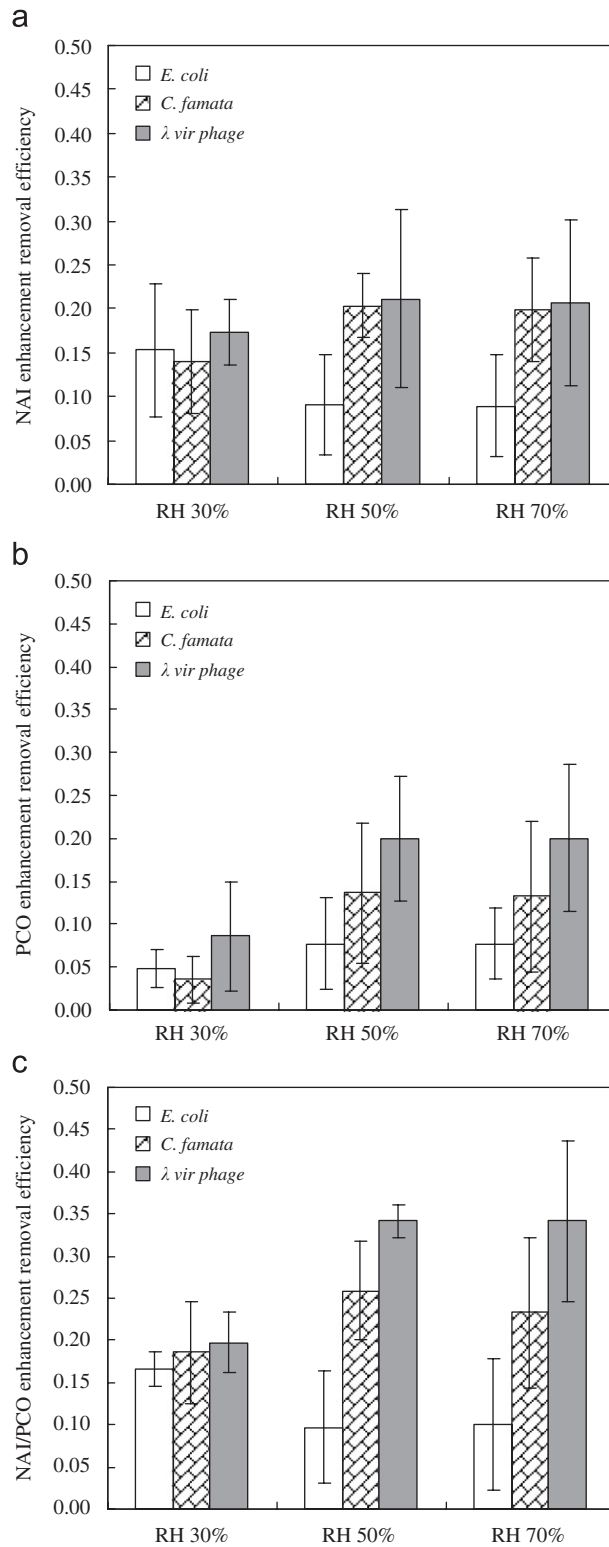 a
NAI enhancement removal efficiency
0.50
0.45
0.40
0.35
0.30
0.25
0.20
0.15
0.10
0.05
0.00
E. coli
C. famata
λ vir phage
RH 30%
RH 50%
RH 70%
b
PCO enhancement removal efficiency
0.50
0.45
0.40
0.35
0.30
0.25
0.20
0.15
0.10
0.05
0.00
E. coli
C. famata
λ vir phage
RH 30%
RH 50%
RH 70%
c
NAI/PCO enhancement removal efficiency
0.50
0.45
0.40
0.35
0.30
0.25
0.20
0.15
0.10
0.05
0.00
E. coli
C. famata
λ vir phage
RH 30%
RH 50%
RH 70%